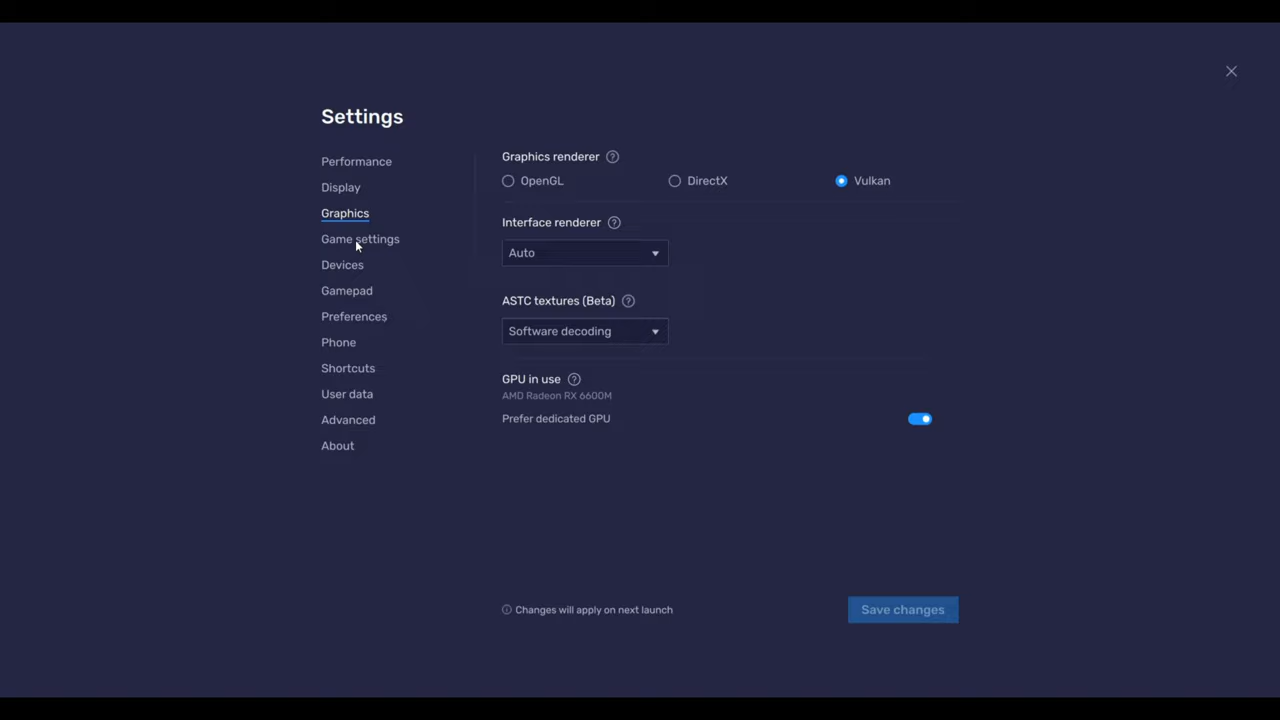 Settings
Performance
Display
Graphics
Game settings
Devices
Gamepad
Preferences
Phone
Shortcuts
User data
Advanced
About
Graphics renderer ?
OpenGL DirectX Vulkan
Interface renderer ?
Auto
ASTC textures (Beta) ?
Software decoding
GPU in use ?
AMD Radeon RX 6600M
Prefer dedicated GPU
Changes will apply on next launch
Save changes